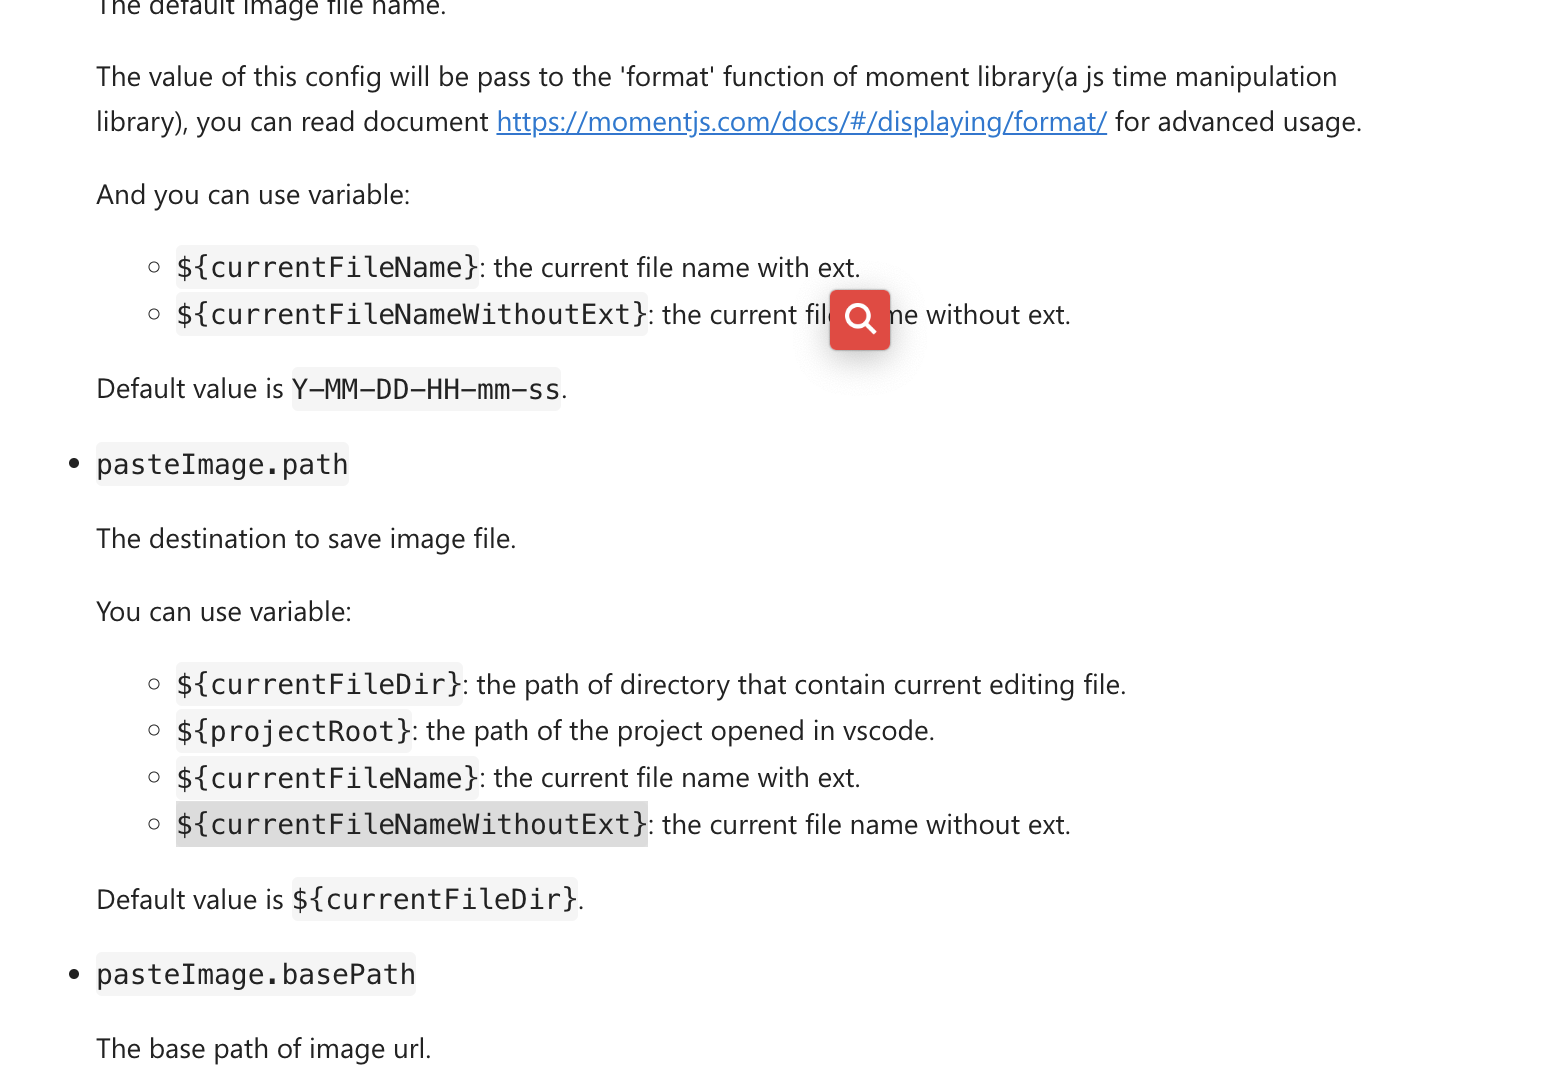 The default image file name.
The value of this config will be pass to the 'format' function of moment library(a js time manipulation
library), you can read document https://momentjs.com/docs/#/displaying/format/ for advanced usage.
And you can use variable:
${currentFileName}: the current file name with ext.
${currentFileNameWithoutExt}: the current file name without ext.
Default value is Y-MM-DD-HH-mm-ss.
pasteImage.path
The destination to save image file.
You can use variable:
${currentFileDir}: the path of directory that contain current editing file.
${projectRoot}: the path of the project opened in vscode.
${currentFileName}: the current file name with ext.
${currentFileNameWithoutExt}: the current file name without ext.
Default value is ${currentFileDir}.
pasteImage.basePath
The base path of image url.